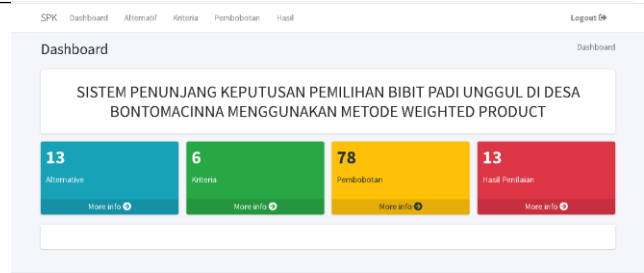 SPK Dashboard Alternatif Kriteria Pembobotan Hasil Logout
Dashboard Dashboard
SISTEM PENUNJANG KEPUTUSAN PEMILIHAN BIBIT PADI UNGGUL DI DESA
BONTOMACINNA MENGGUNAKAN METODE WEIGHTED PRODUCT
13 6 78 13
Alternative Kriteria Pembobotan Hasil Penilaian
More info More info More info More info